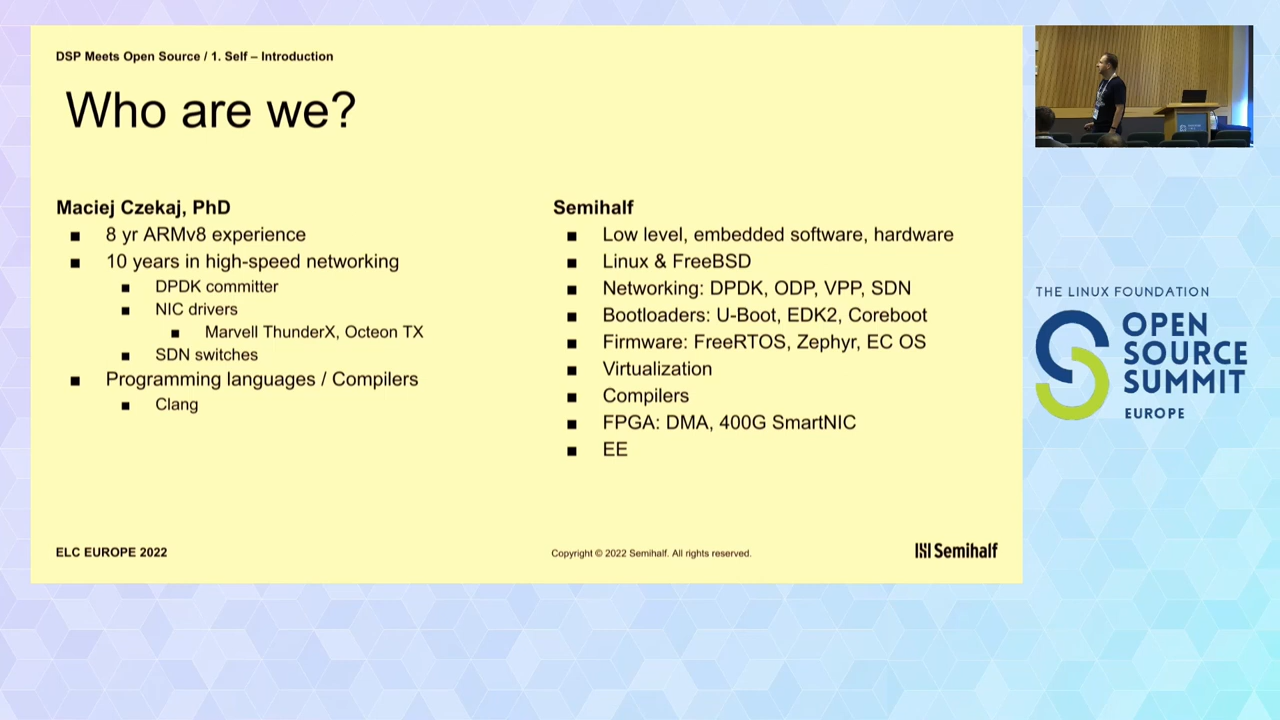 DSP Meets Open Source / 1. Self – Introduction
Who are we?
Maciej Czekaj, PhD
■ 8 yr ARMv8 experience
■ 10 years in high-speed networking
■ DPDK committer
■ NIC drivers
■ Marvell ThunderX, Octeon TX
■ SDN switches
■ Programming languages / Compilers
■ Clang
Semihalf
■ Low level, embedded software, hardware
■ Linux & FreeBSD
■ Networking: DPDK, ODP, VPP, SDN
■ Bootloaders: U-Boot, EDK2, Coreboot
■ Firmware: FreeRTOS, Zephyr, EC OS
■ Virtualization
■ Compilers
■ FPGA: DMA, 400G SmartNIC
■ EE
ELC EUROPE 2022
Copyright © 2022 Semihalf. All rights reserved.
Semihalf
THE LINUX FOUNDATION
OPEN
SOURCE
SUMMIT
EUROPE